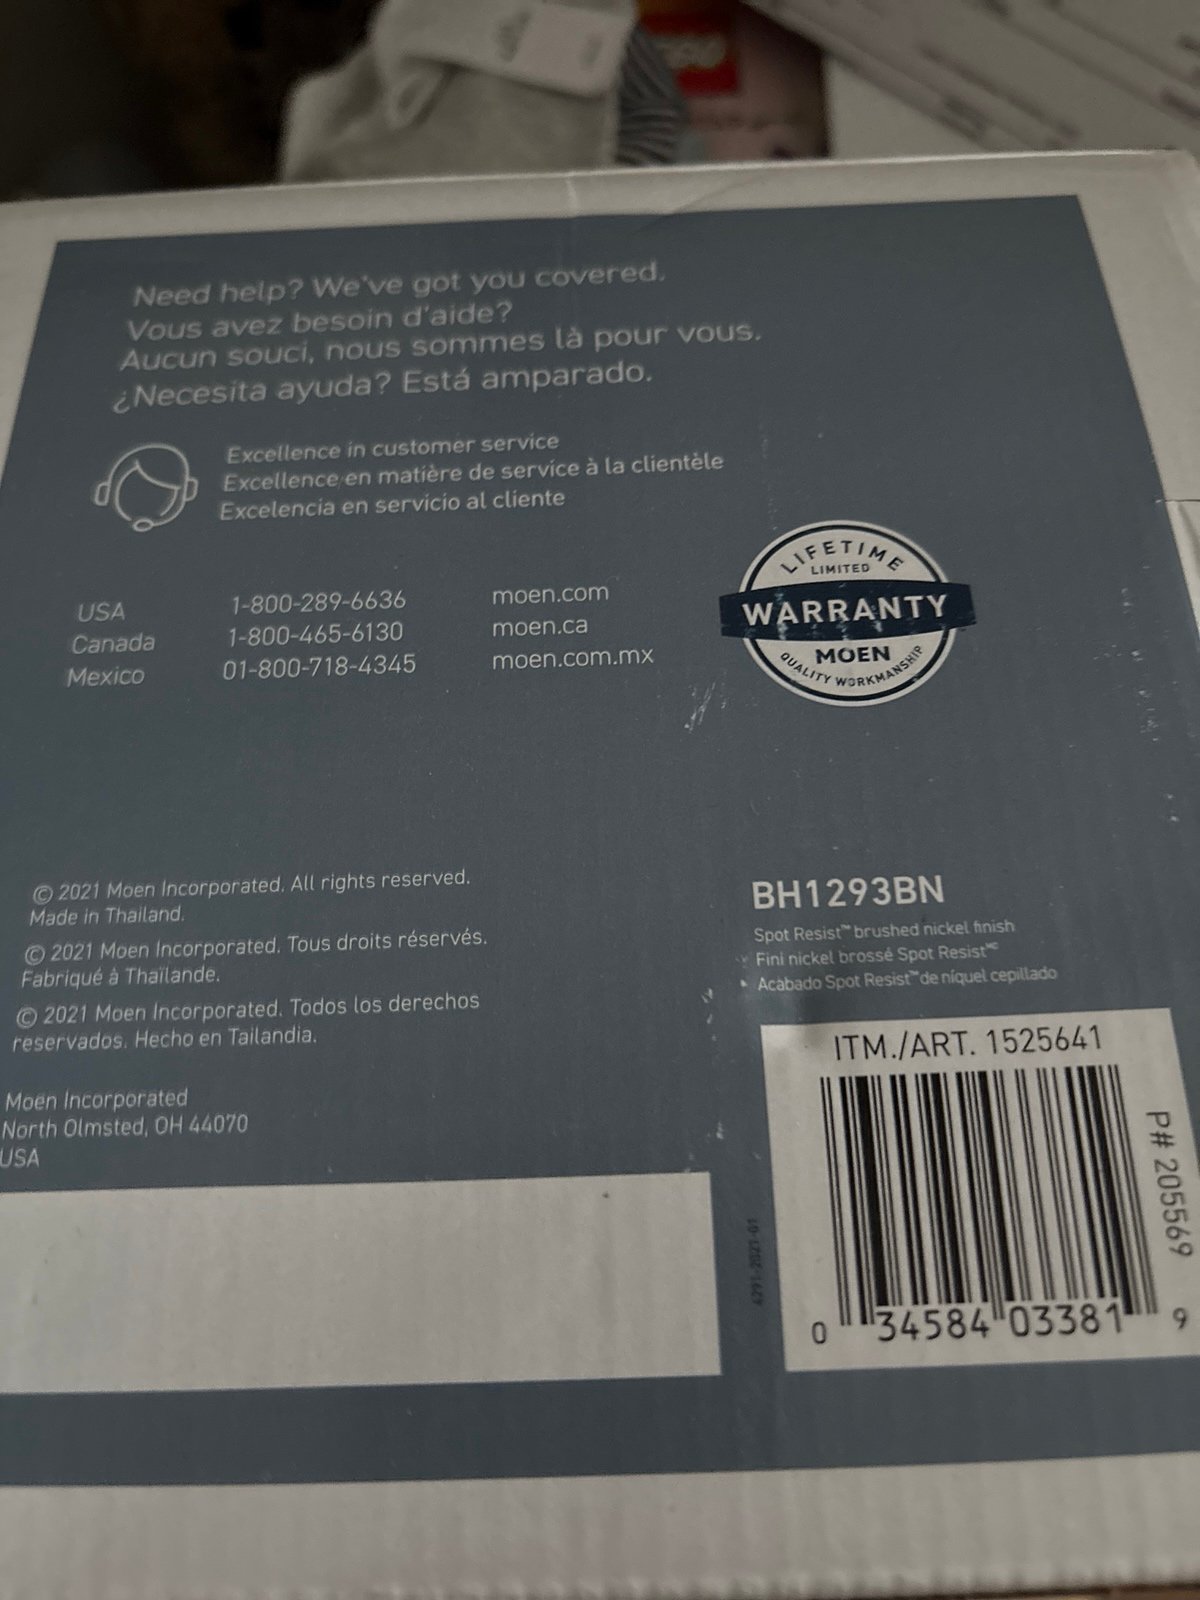 Need help? We've got you covered.
Vous avez besoin d'aide?
Aucun souci, nous sommes là pour vous.
¿Necesita ayuda? Está amparado.
Excellence in customer service
Excellence en matière de service à la clientèle
Excelencia en servicio al cliente
USA 1-800-289-6636 moen.com
Canada 1-800-465-6130 moen.ca
Mexico 01-800-718-4345 moen.com.mx
LIFETIME
LIMITED
WARRANTY
MOEN
QUALITY WORKMANSHIP
© 2021 Moen Incorporated. All rights reserved.
Made in Thailand.
© 2021 Moen Incorporated. Tous droits réservés.
Fabriqué à Thaïlande.
© 2021 Moen Incorporated. Todos los derechos
reservados. Hecho en Tailandia.
Moen Incorporated
North Olmsted, OH 44070
USA
BH1293BN
Spot Resist™ brushed nickel finish
Fini nickel brossé Spot Resist MC
Acabado Spot Resist™ de níquel cepillado
ITM./ART. 1525641
P# 205569
0 34584 03381 9